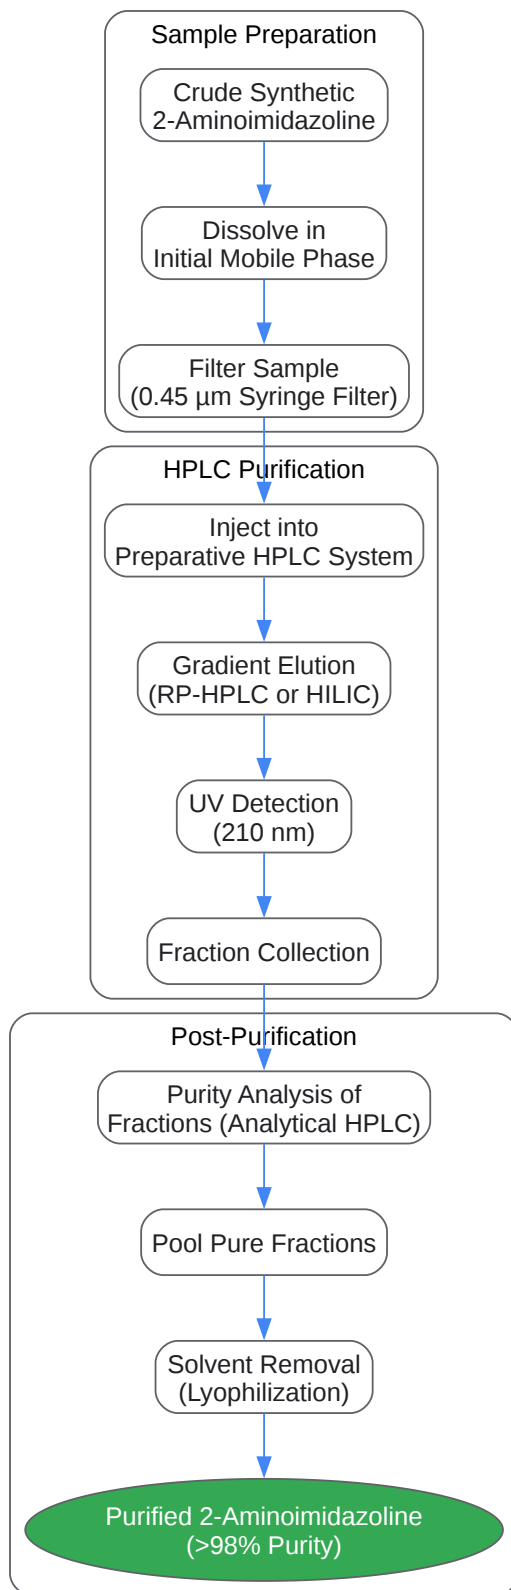 Sample Preparation
Crude Synthetic
2-Aminoimidazoline
Dissolve in
Initial Mobile Phase
Filter Sample
(0.45 µm Syringe Filter)
HPLC Purification
Inject into
Preparative HPLC System
Gradient Elution
(RP-HPLC or HILIC)
UV Detection
(210 nm)
Fraction Collection
Post-Purification
Purity Analysis of
Fractions (Analytical HPLC)
Pool Pure Fractions
Solvent Removal
(Lyophilization)
Purified 2-Aminoimidazoline
(>98% Purity)